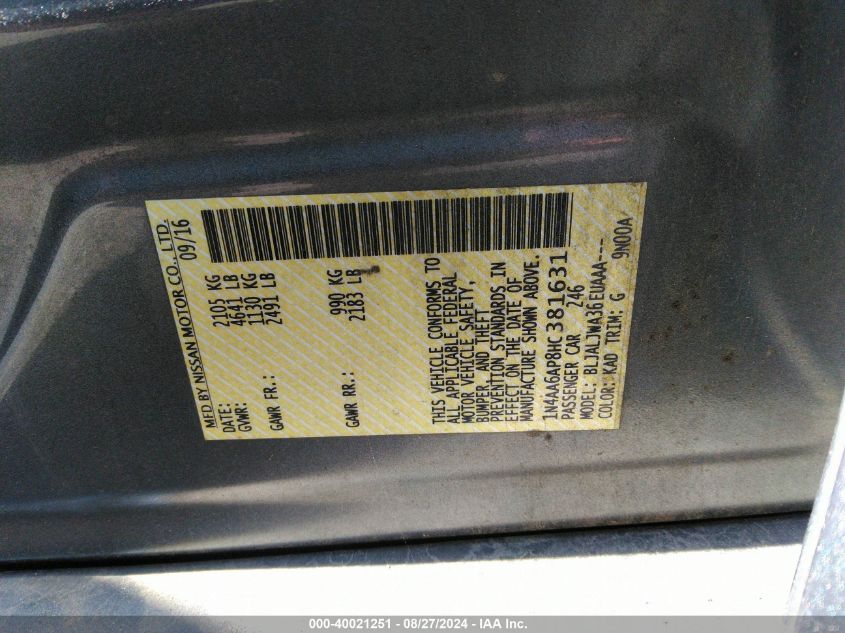 MFD BY NISSAN MOTOR CO., LTD.
DATE: 09/16
GVWR: 2105 KG
4641 LB
GAWR FR.: 1130 KG
2491 LB
GAWR RR.: 990 KG
2183 LB
THIS VEHICLE CONFORMS TO
ALL APPLICABLE FEDERAL
MOTOR VEHICLE SAFETY,
BUMPER, AND THEFT
PREVENTION STANDARDS IN
EFFECT ON THE DATE OF
MANUFACTURE SHOWN ABOVE.
1N4AA6AP8HC381631
PASSENGER CAR 246
MODEL: BLJALJWA36EUAAA---
COLOR: KAD TRIM: G 9N00A
000-40021251 - 08/27/2024 - IAA Inc.